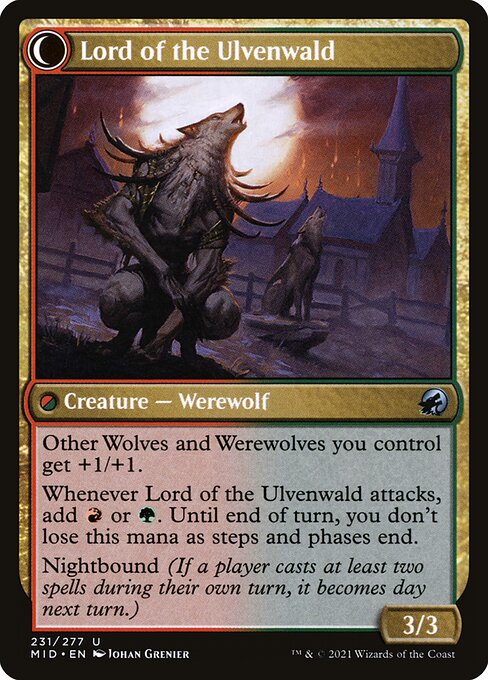 Lord of the Ulvenwald
Creature — Werewolf
Other Wolves and Werewolves you control
get +1/+1.
Whenever Lord of the Ulvenwald attacks,
add or . Until end of turn, you don't
lose this mana as steps and phases end.
Nightbound (If a player casts at least two
spells during their own turn, it becomes day
next turn.)
3/3
231/277 U
MID • EN Johan Grenier
™ & © 2021 Wizards of the Coast